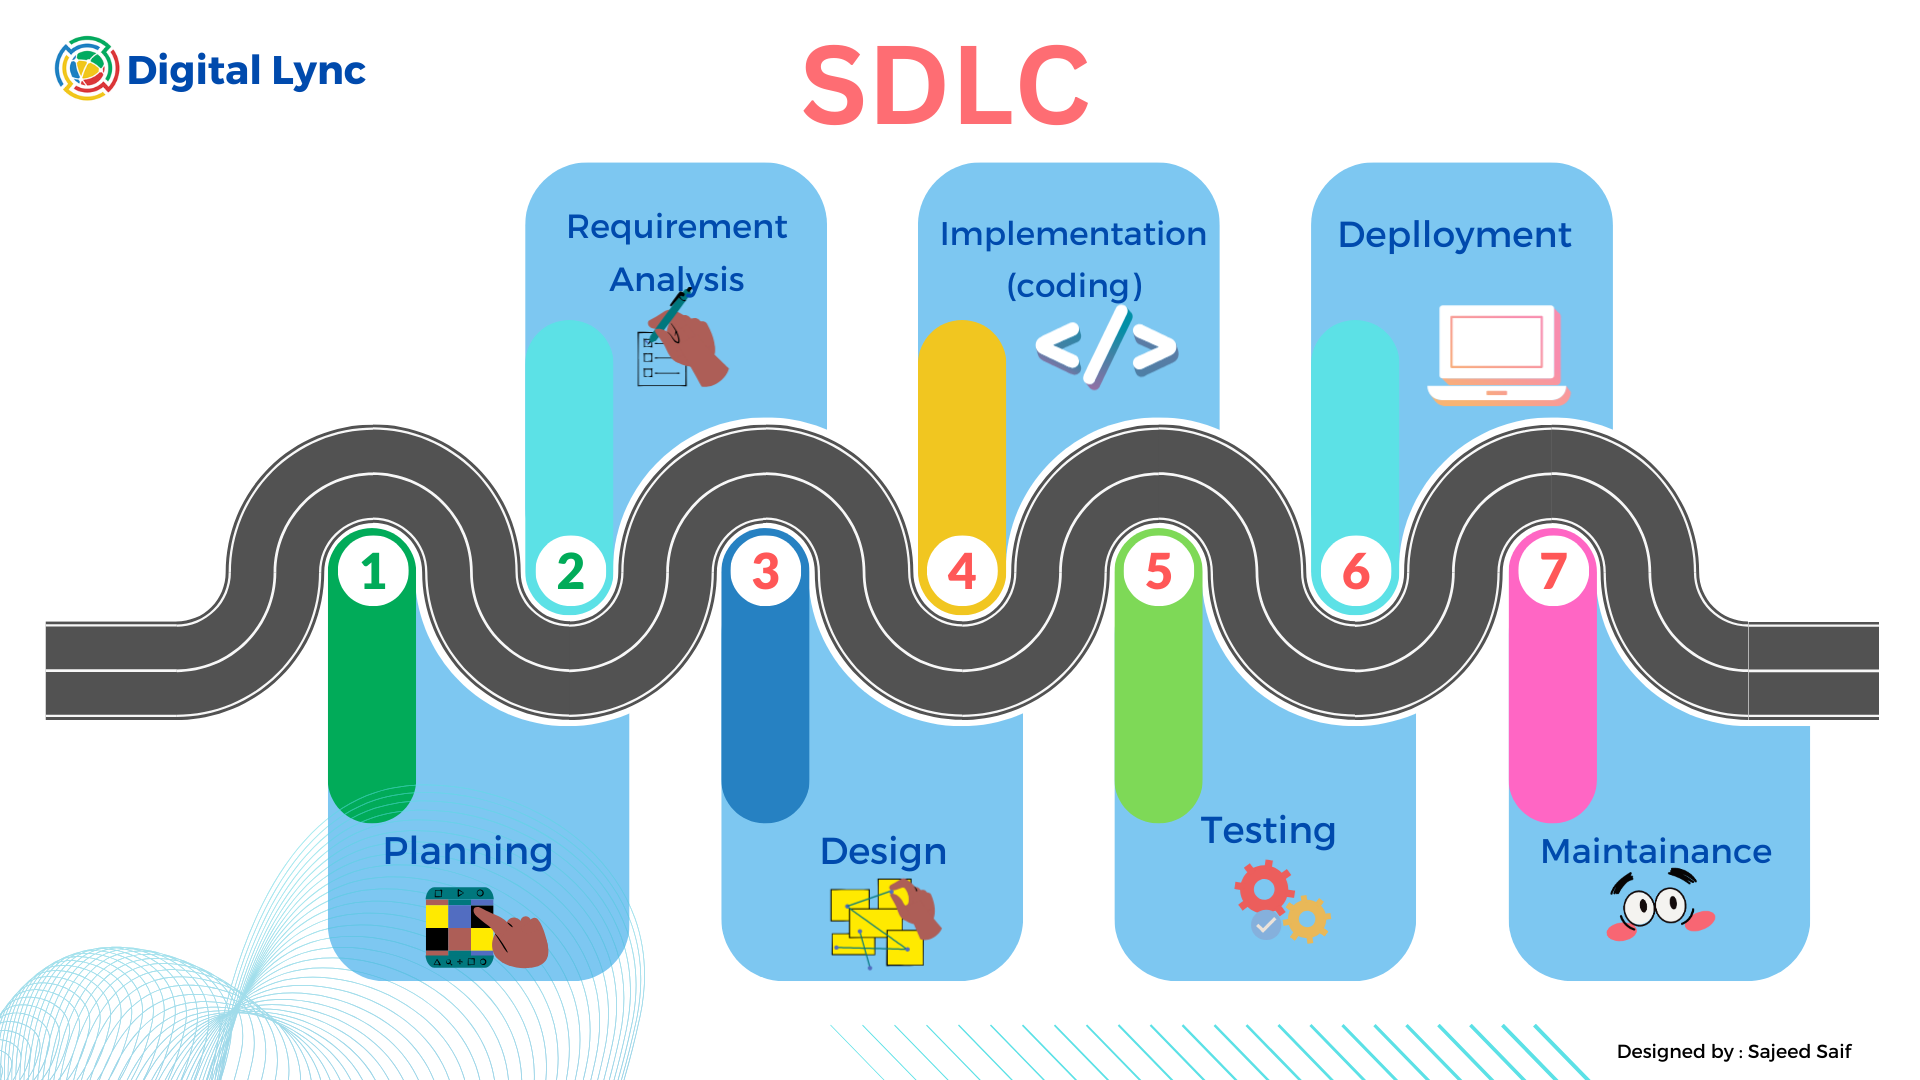 Digital Lync
SDLC
Requirement
Analysis
Implementation
(coding)
</>
Deplloyment
1
2
3
4
5
6
7
Planning
Design
Testing
Maintainance
Designed by : Sajeed Saif